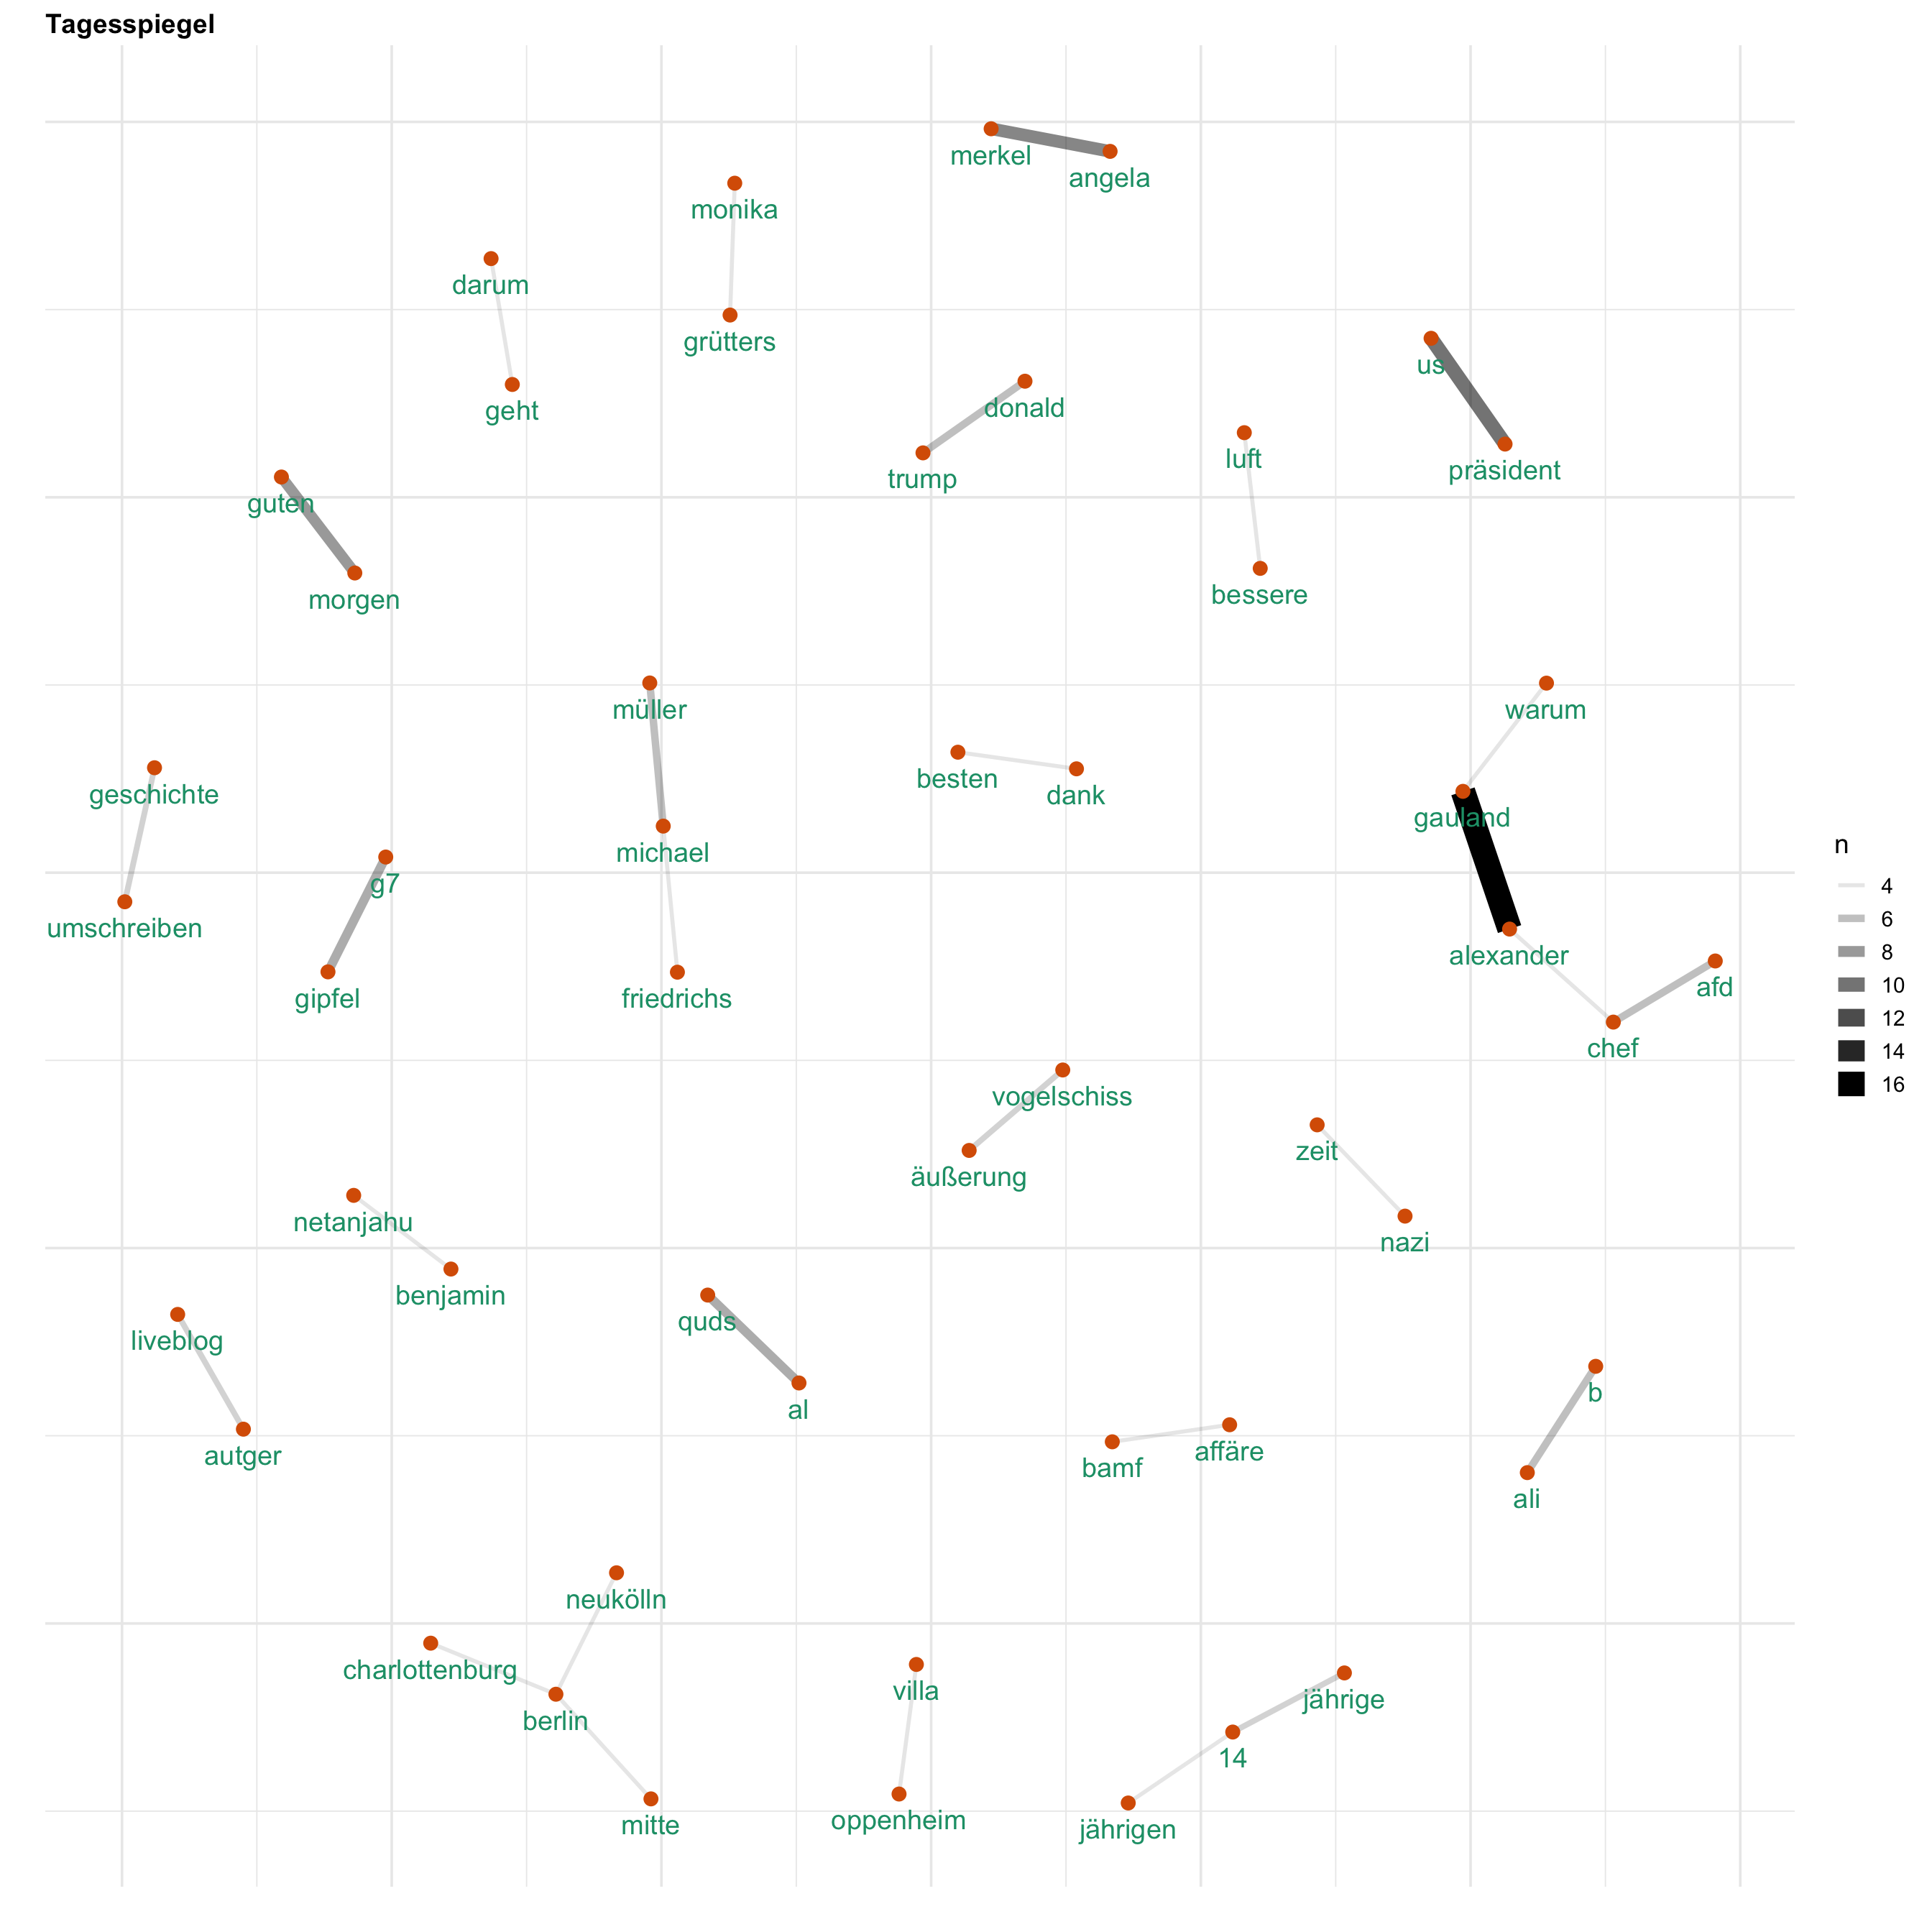 Tagesspiegel
merkel
angela
monika
darum
grütters
us
geht
donald
luft
präsident
trump
guten
bessere
morgen
müller
warum
besten
geschichte
dank
gauland
michael
g7
umschreiben
alexander
afd
gipfel
friedrichs
chef
vogelschiss
zeit
äußerung
netanjahu
nazi
benjamin
quds
liveblog
b
al
affäre
autger
bamf
ali
neukölln
charlottenburg
villa
jährige
berlin
14
oppenheim
mitte
jährigen
n
4
6
8
10
12
14
16